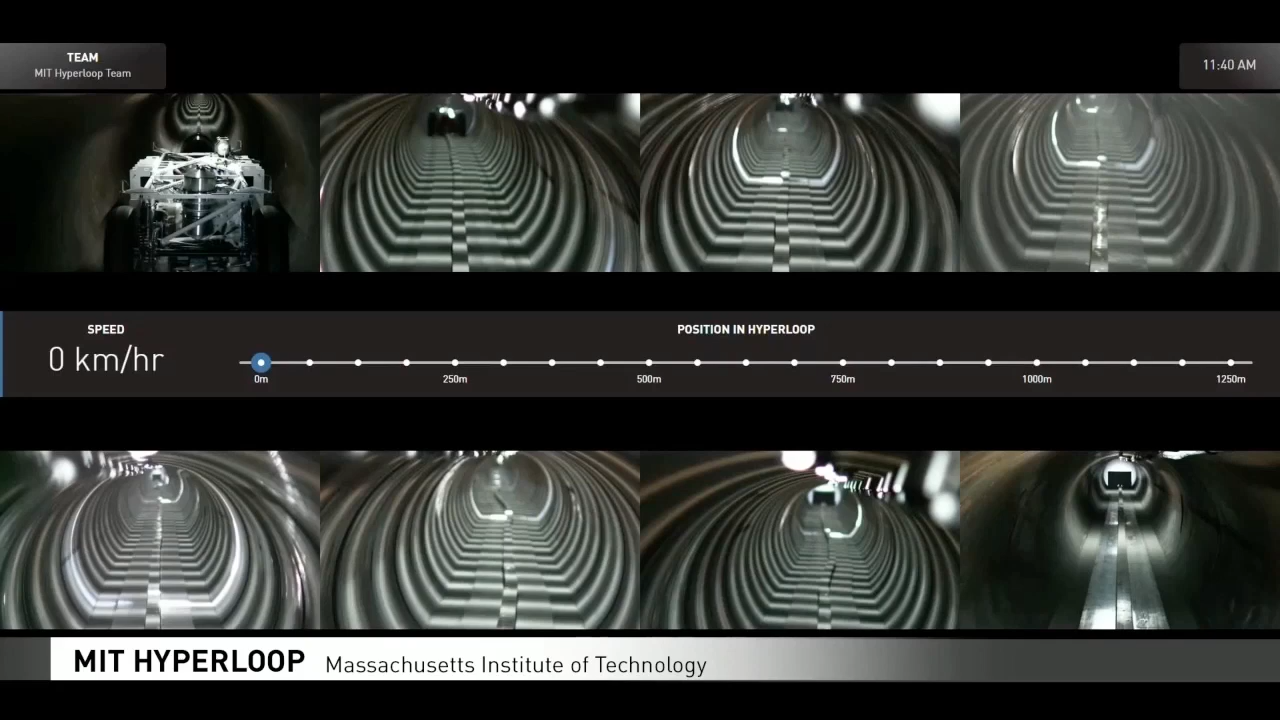 TEAM
MIT Hyperloop Team
11:40 AM
SPEED
0 km/hr
POSITION IN HYPERLOOP
0m 250m 500m 750m 1000m 1250m
MIT HYPERLOOP Massachusetts Institute of Technology